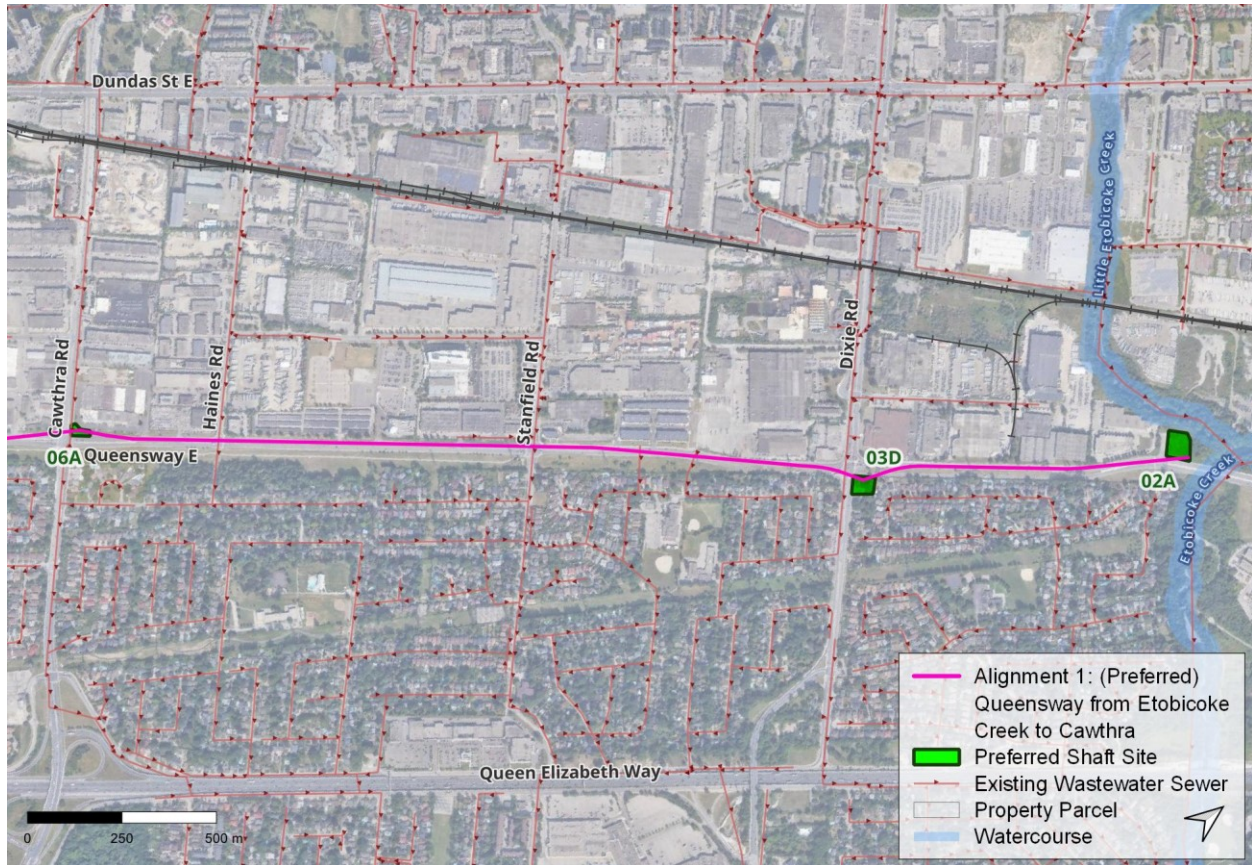 Dundas St E
Little Etobicoke Creek
Cawthra Rd
Haines Rd
Stanfield Rd
Dixie Rd
06A
Queensway E
03D
02A
Etobicoke Creek
Queen Elizabeth Way
0 250 500 m
Alignment 1: (Preferred)
Queensway from Etobicoke
Creek to Cawthra
Preferred Shaft Site
Existing Wastewater Sewer
Property Parcel
Watercourse